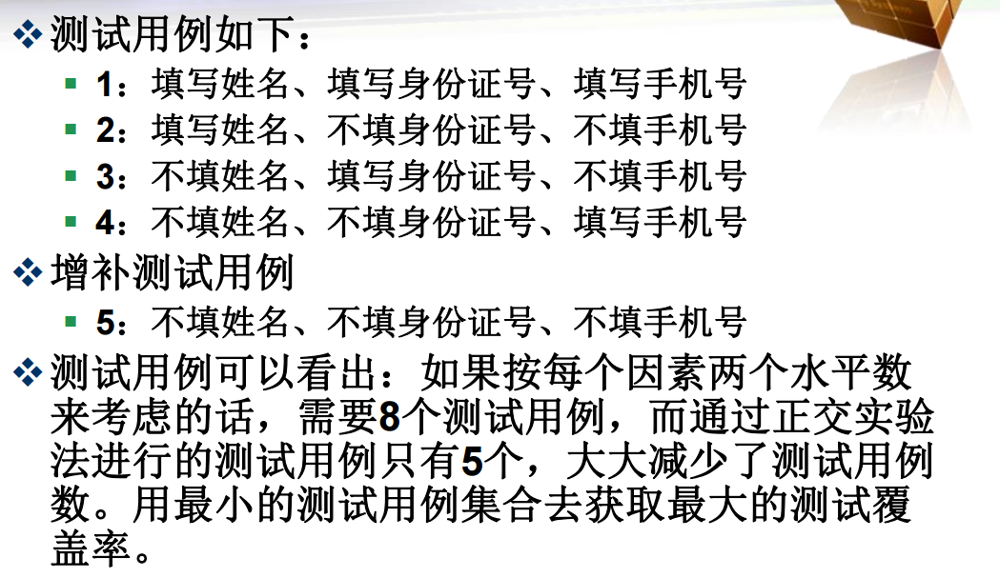 测试用例如下：
1：填写姓名、填写身份证号、填写手机号
2：填写姓名、不填身份证号、不填手机号
3：不填姓名、填写身份证号、不填手机号
4：不填姓名、不填身份证号、填写手机号
增补测试用例
5：不填姓名、不填身份证号、不填手机号
测试用例可以看出：如果按每个因素两个水平数
来考虑的话，需要8个测试用例，而通过正交实验
法进行的测试用例只有5个，大大减少了测试用例
数。用最小的测试用例集合去获取最大的测试覆
盖率。